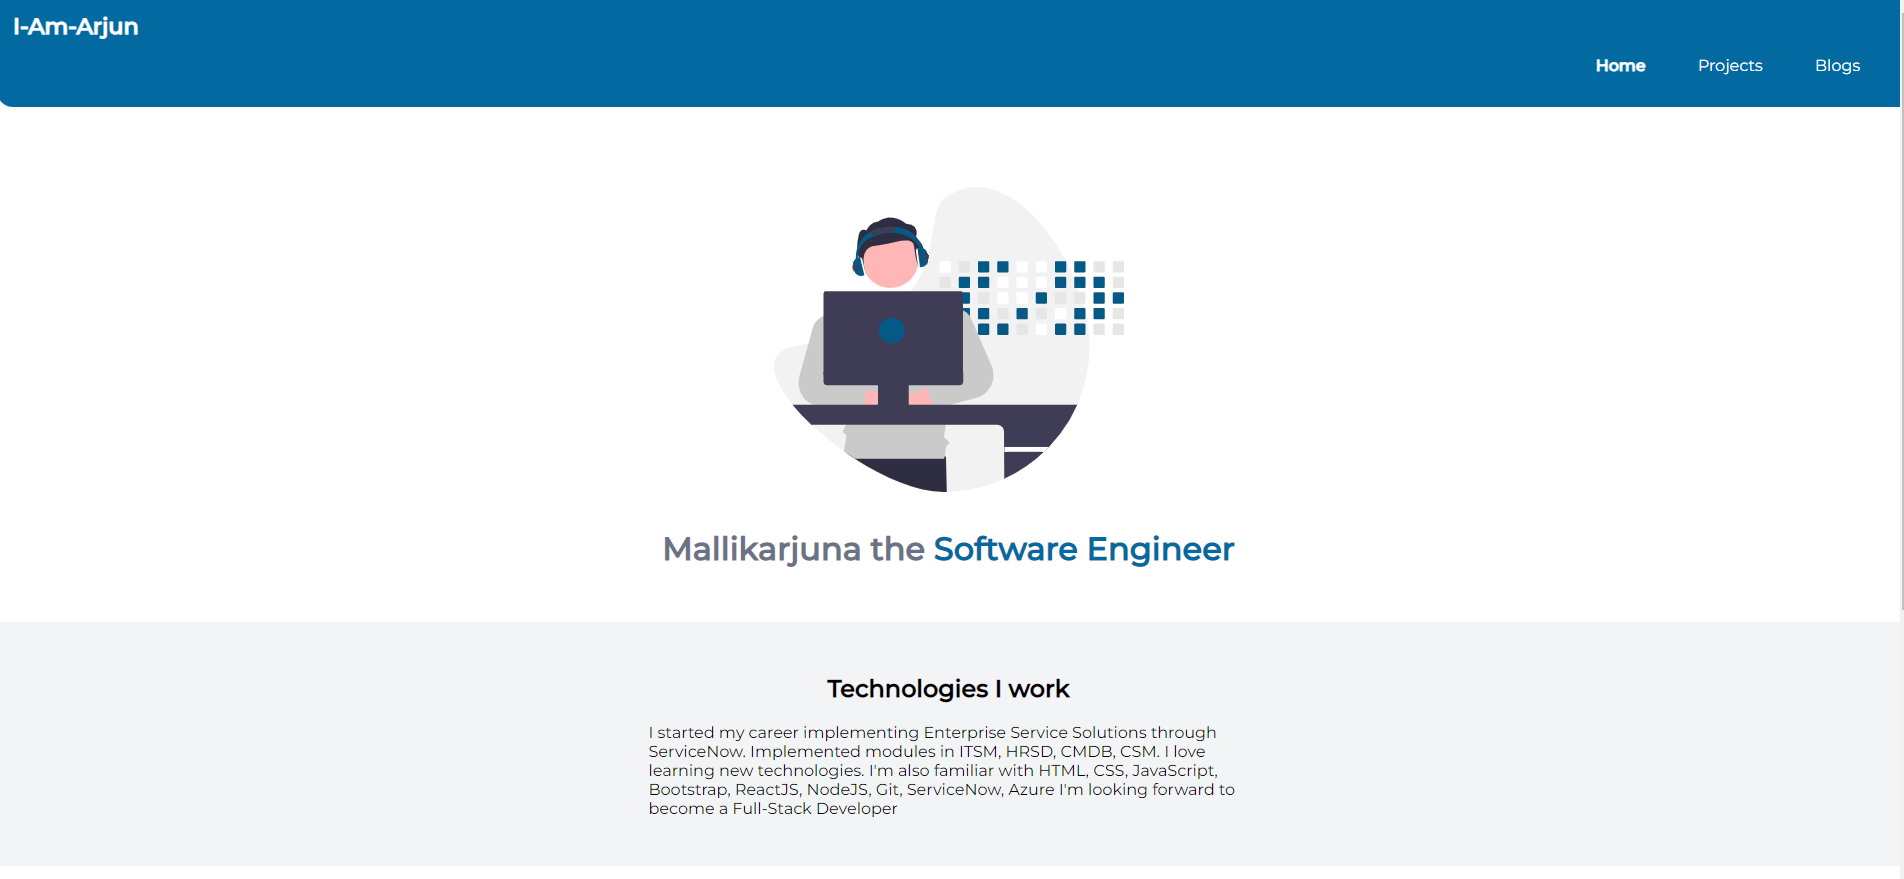 I-Am-Arjun
Home Projects Blogs
Mallikarjuna the Software Engineer
Technologies I work
I started my career implementing Enterprise Service Solutions through
ServiceNow. Implemented modules in ITSM, HRSD, CMDB, CSM. I love
learning new technologies. I'm also familiar with HTML, CSS, JavaScript,
Bootstrap, ReactJS, NodeJS, Git, ServiceNow, Azure I'm looking forward to
become a Full-Stack Developer